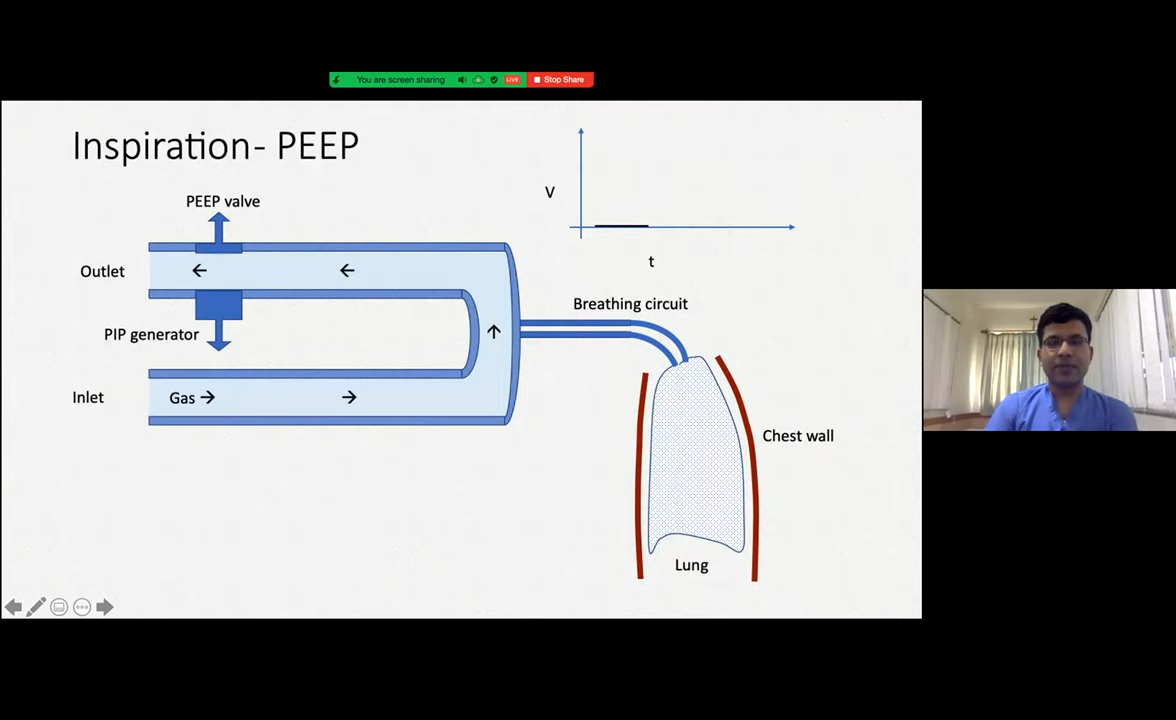 You are screen sharing
LIVE
Stop Share
Inspiration- PEEP
PEEP valve
V
Outlet
t
Breathing circuit
PIP generator
Inlet
Gas
Chest wall
Lung